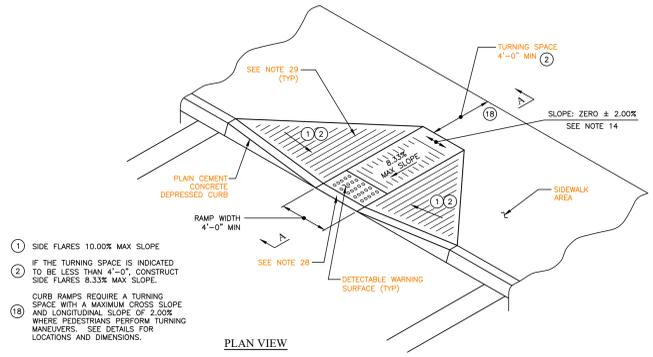 TURNING SPACE
4'-0" MIN 2
SEE NOTE 29
(TYP)
18
A
SLOPE: ZERO ± 2.00%
SEE NOTE 14
1 2
8.33%
MAX SLOPE
PLAIN CEMENT
CONCRETE
DEPRESSED CURB
SIDEWALK
AREA
1 2
RAMP WIDTH
4'-0" MIN
A
SEE NOTE 28
DETECTABLE WARNING
SURFACE (TYP)
1 SIDE FLARES 10.00% MAX SLOPE
2 IF THE TURNING SPACE IS INDICATED
TO BE LESS THAN 4'-0", CONSTRUCT
SIDE FLARES 8.33% MAX SLOPE.
18 CURB RAMPS REQUIRE A TURNING
SPACE WITH A MAXIMUM CROSS SLOPE
AND LONGITUDINAL SLOPE OF 2.00%
WHERE PEDESTRIANS PERFORM TURNING
MANEUVERS. SEE DETAILS FOR
LOCATIONS AND DIMENSIONS.
PLAN VIEW